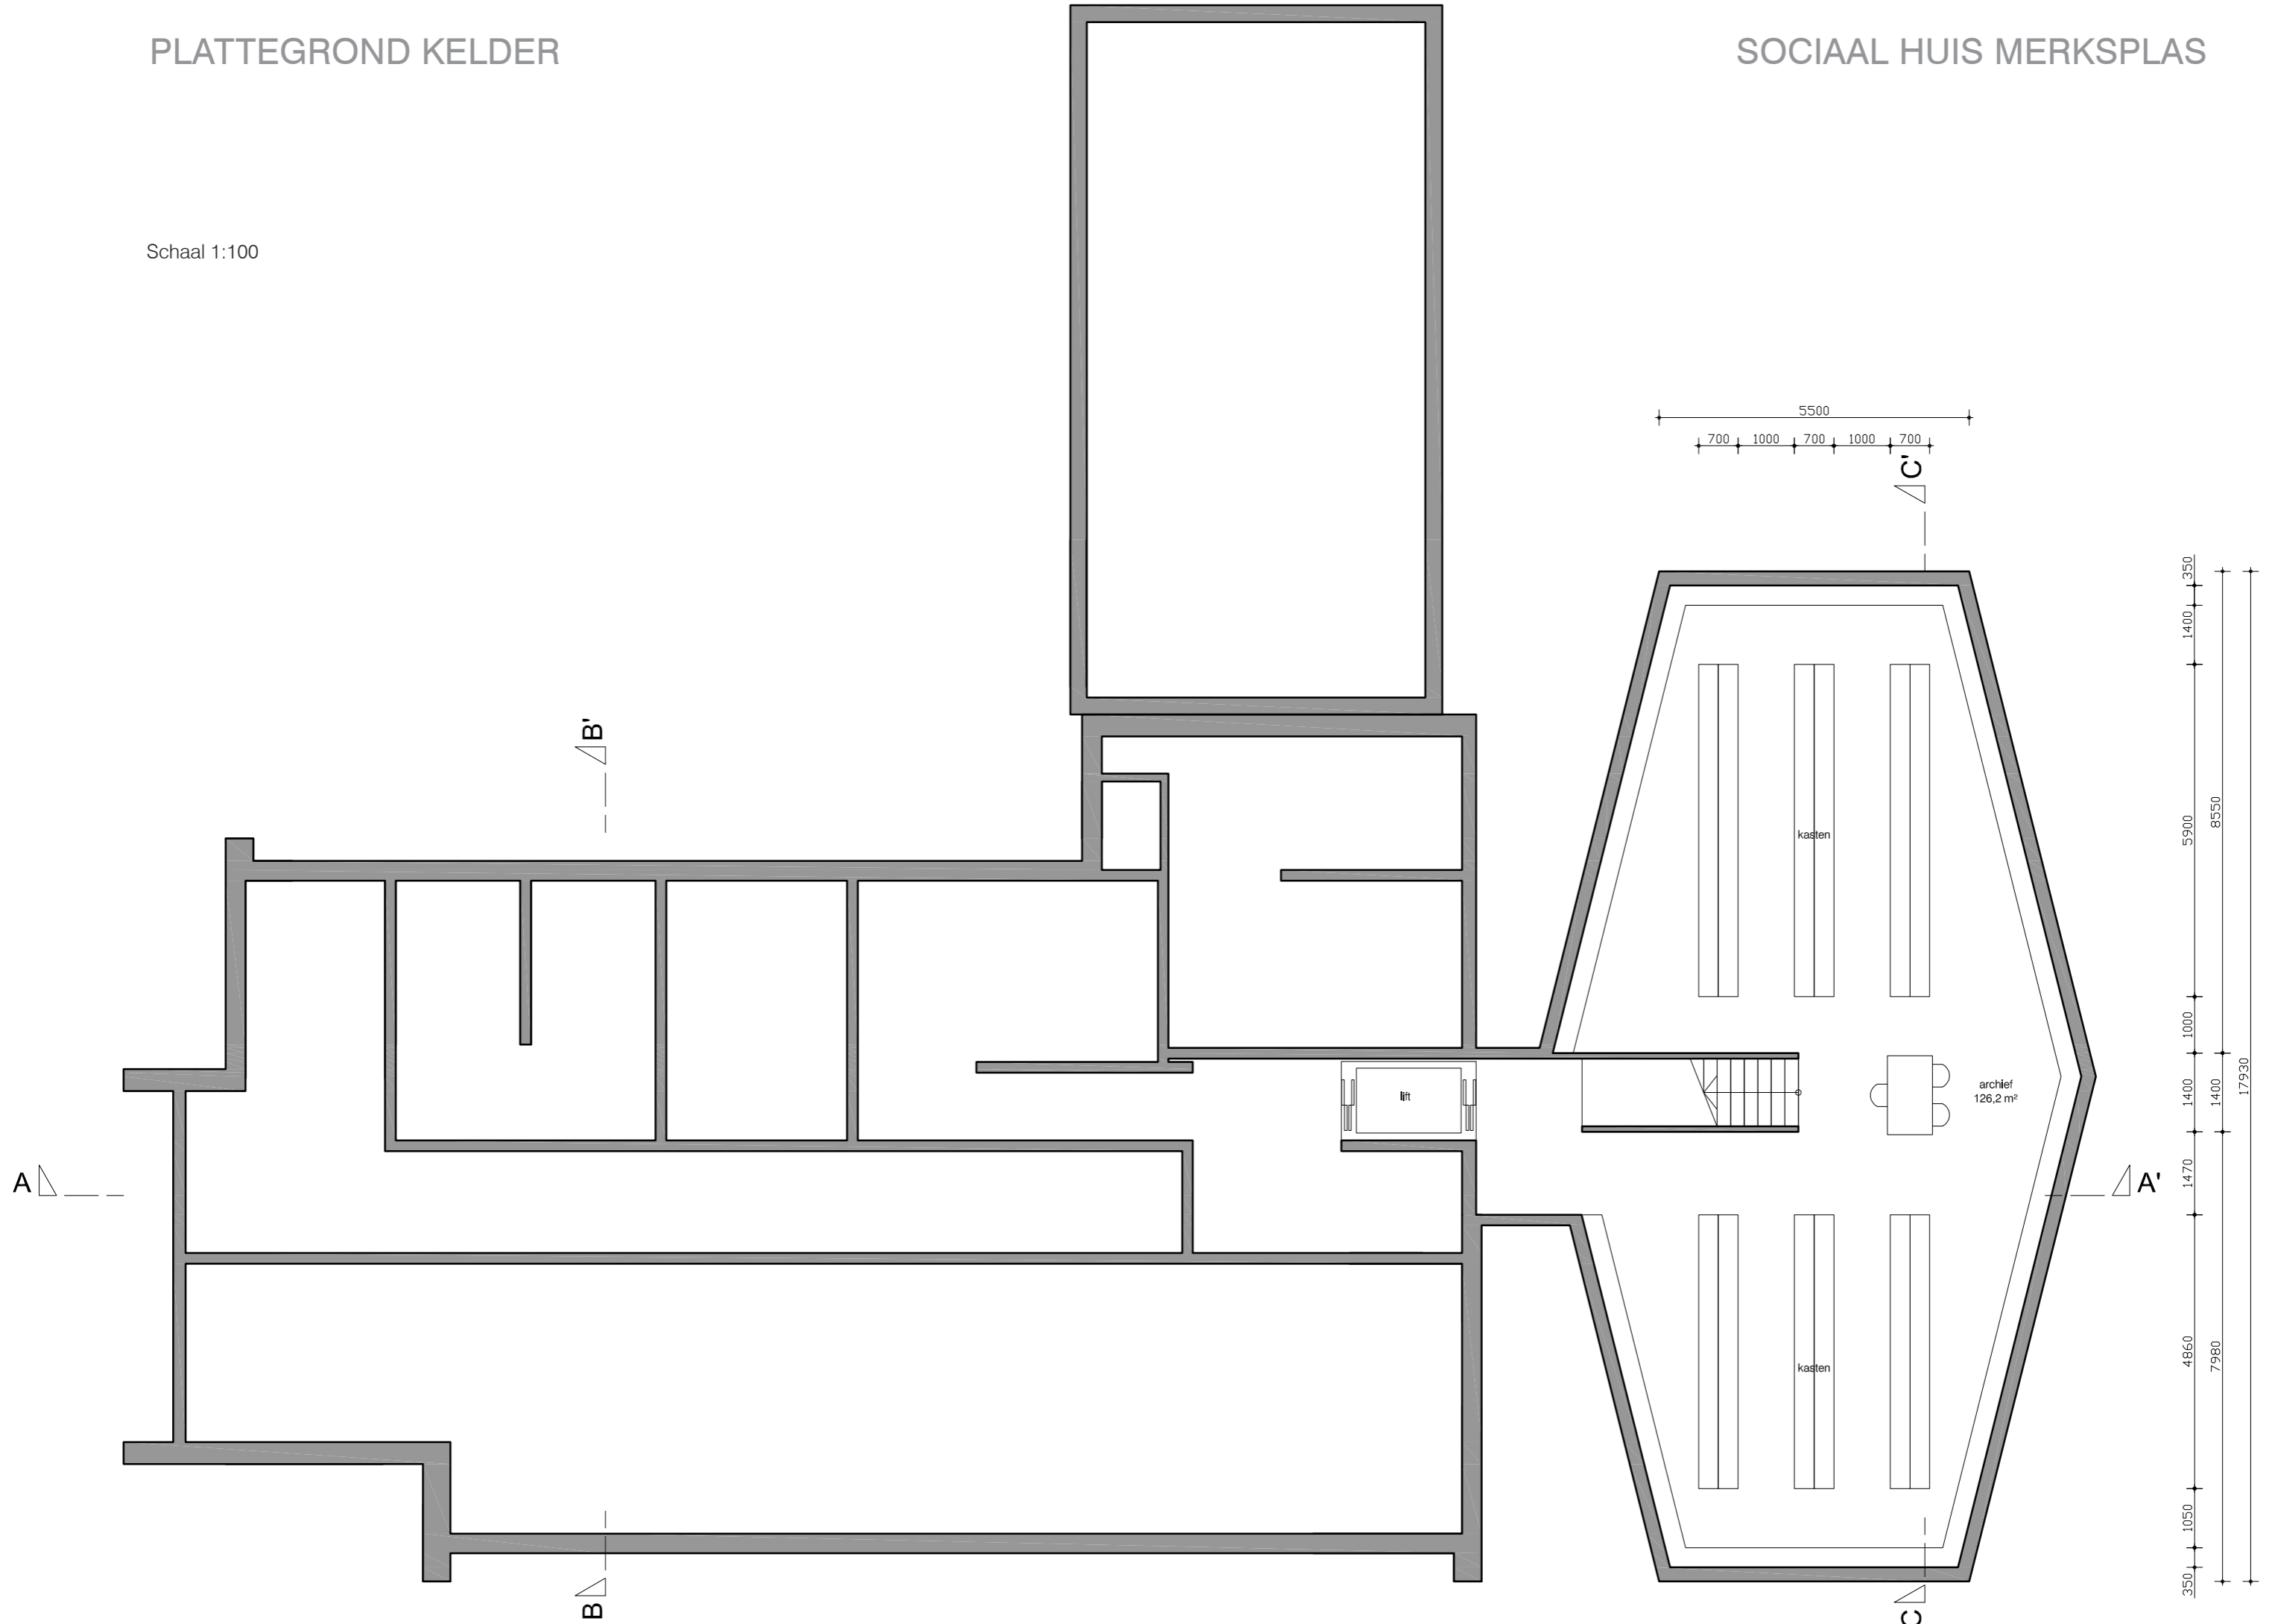 PLATTEGROND KELDER
SOCIAAL HUIS MERKSPLAS
Schaal 1:100
5500
700 1000 700 1000 700
C'
B'
350
1400
5900
8550
kasten
1000
1400
1400
17930
lift
archief
126,2 m²
A
A'
1470
4860
7980
kasten
1050
350
B
C